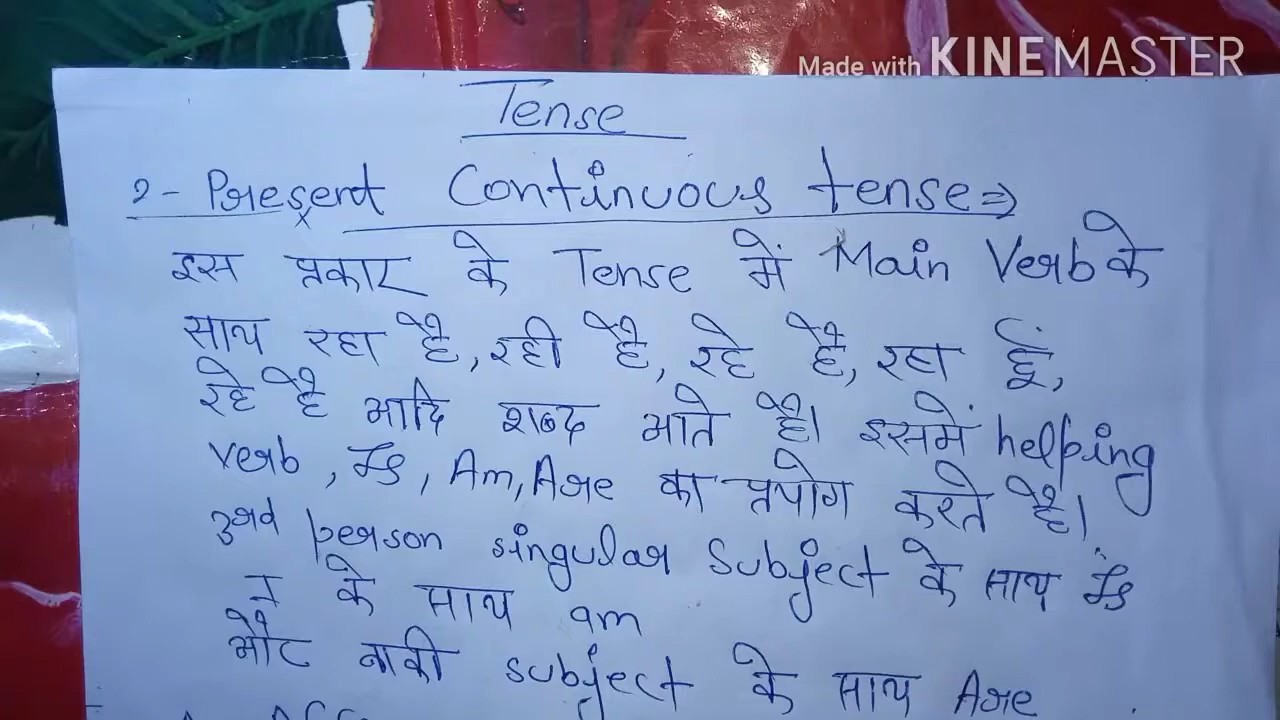 Made with KINEMASTER
Tense
2- Present Continuous tense⇒
इस प्रकार के Tense में Main Verb के
साथ रहा है, रही है, रहे है, रहा हूँ,
रहे है आदि शब्द आते है। इसमें helping
verb, Is, Am, Are का प्रयोग करते है।
3rd person singular Subject के साथ Is
I के साथ am
और बाकी subject के साथ Are